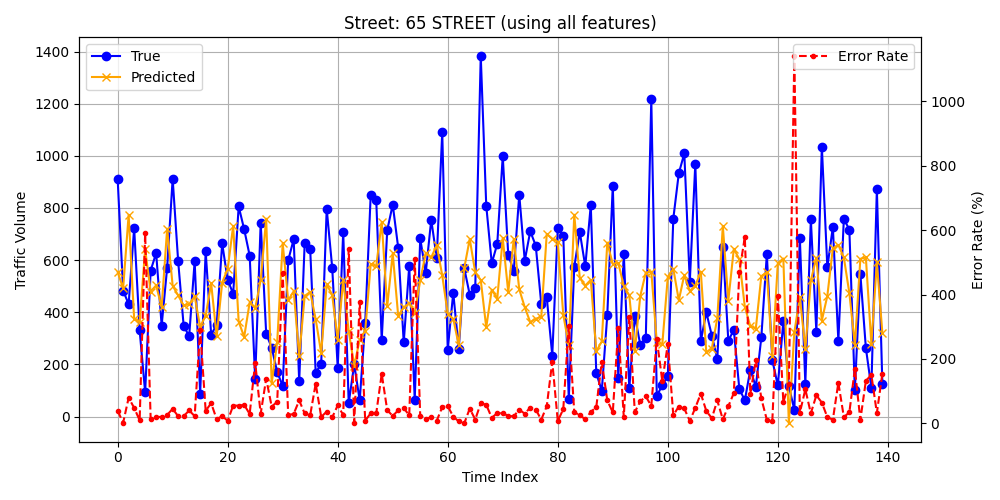 Street: 65 STREET (using all features)
True
Predicted
Error Rate
Traffic Volume
1400
1200
1000
800
600
400
200
0
1000
800
600
400
200
0
Error Rate (%)
0 20 40 60 80 100 120 140
Time Index